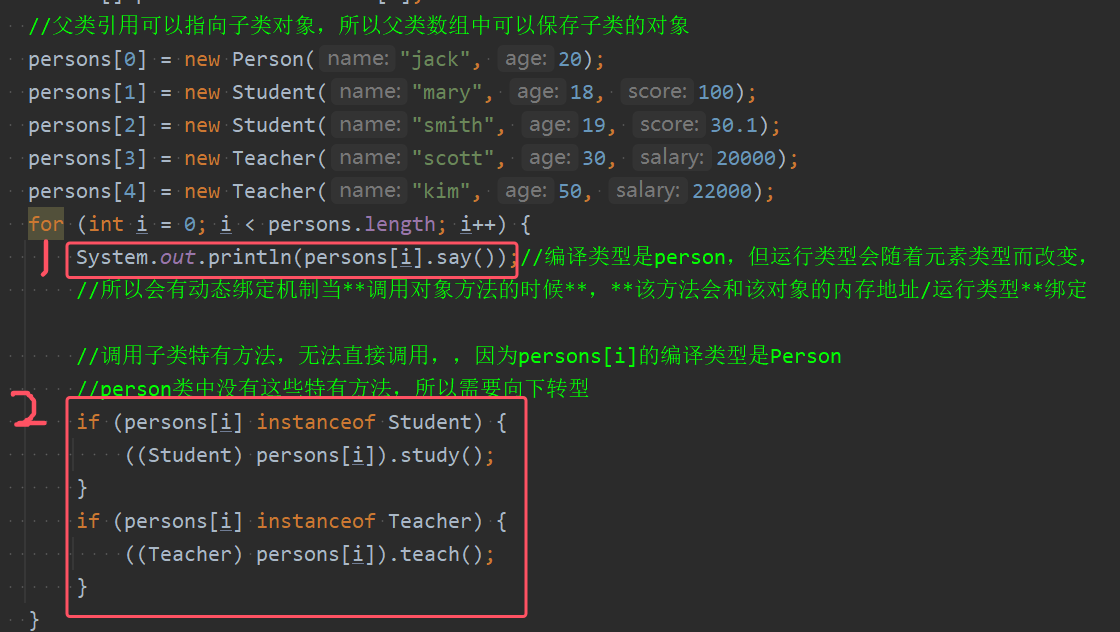 //父类引用可以指向子类对象，所以父类数组中可以保存子类的对象
persons[0] = new Person( name: "jack", age: 20);
persons[1] = new Student( name: "mary", age: 18, score: 100);
persons[2] = new Student( name: "smith", age: 19, score: 30.1);
persons[3] = new Teacher( name: "scott", age: 30, salary: 20000);
persons[4] = new Teacher( name: "kim", age: 50, salary: 22000);
for (int i = 0; i < persons.length; i++) {
1 System.out.println(persons[i].say());//编译类型是person，但运行类型会随着元素类型而改变，
//所以会有动态绑定机制当**调用对象方法的时候**，**该方法会和该对象的内存地址/运行类型**绑定
//调用子类特有方法，无法直接调用，，因为persons[i]的编译类型是Person
//person类中没有这些特有方法，所以需要向下转型
2 if (persons[i] instanceof Student) {
((Student) persons[i]).study();
}
if (persons[i] instanceof Teacher) {
((Teacher) persons[i]).teach();
}
}